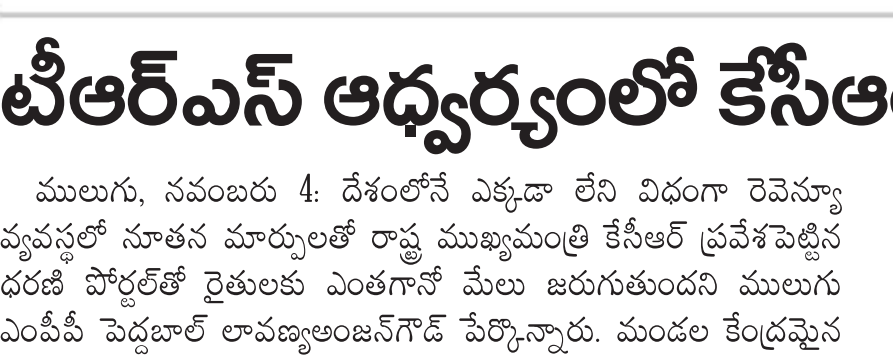 టీఆర్ఎస్ ఆధ్వర్యంలో కేసీఆ
ములుగు, నవంబరు 4: దేశంలోనే ఎక్కడా లేని విధంగా రెవెన్యూ
వ్యవస్థలో నూతన మార్పులతో రాష్ట్ర ముఖ్యమంత్రి కేసీఆర్ ప్రవేశపెట్టిన
ధరణి పోర్టల్‌తో రైతులకు ఎంతగానో మేలు జరుగుతుందని ములుగు
ఎంపీపీ పెద్దబాల్ లావణ్యఅంజన్‌గౌడ్ పేర్కొన్నారు. మండల కేంద్రమైన